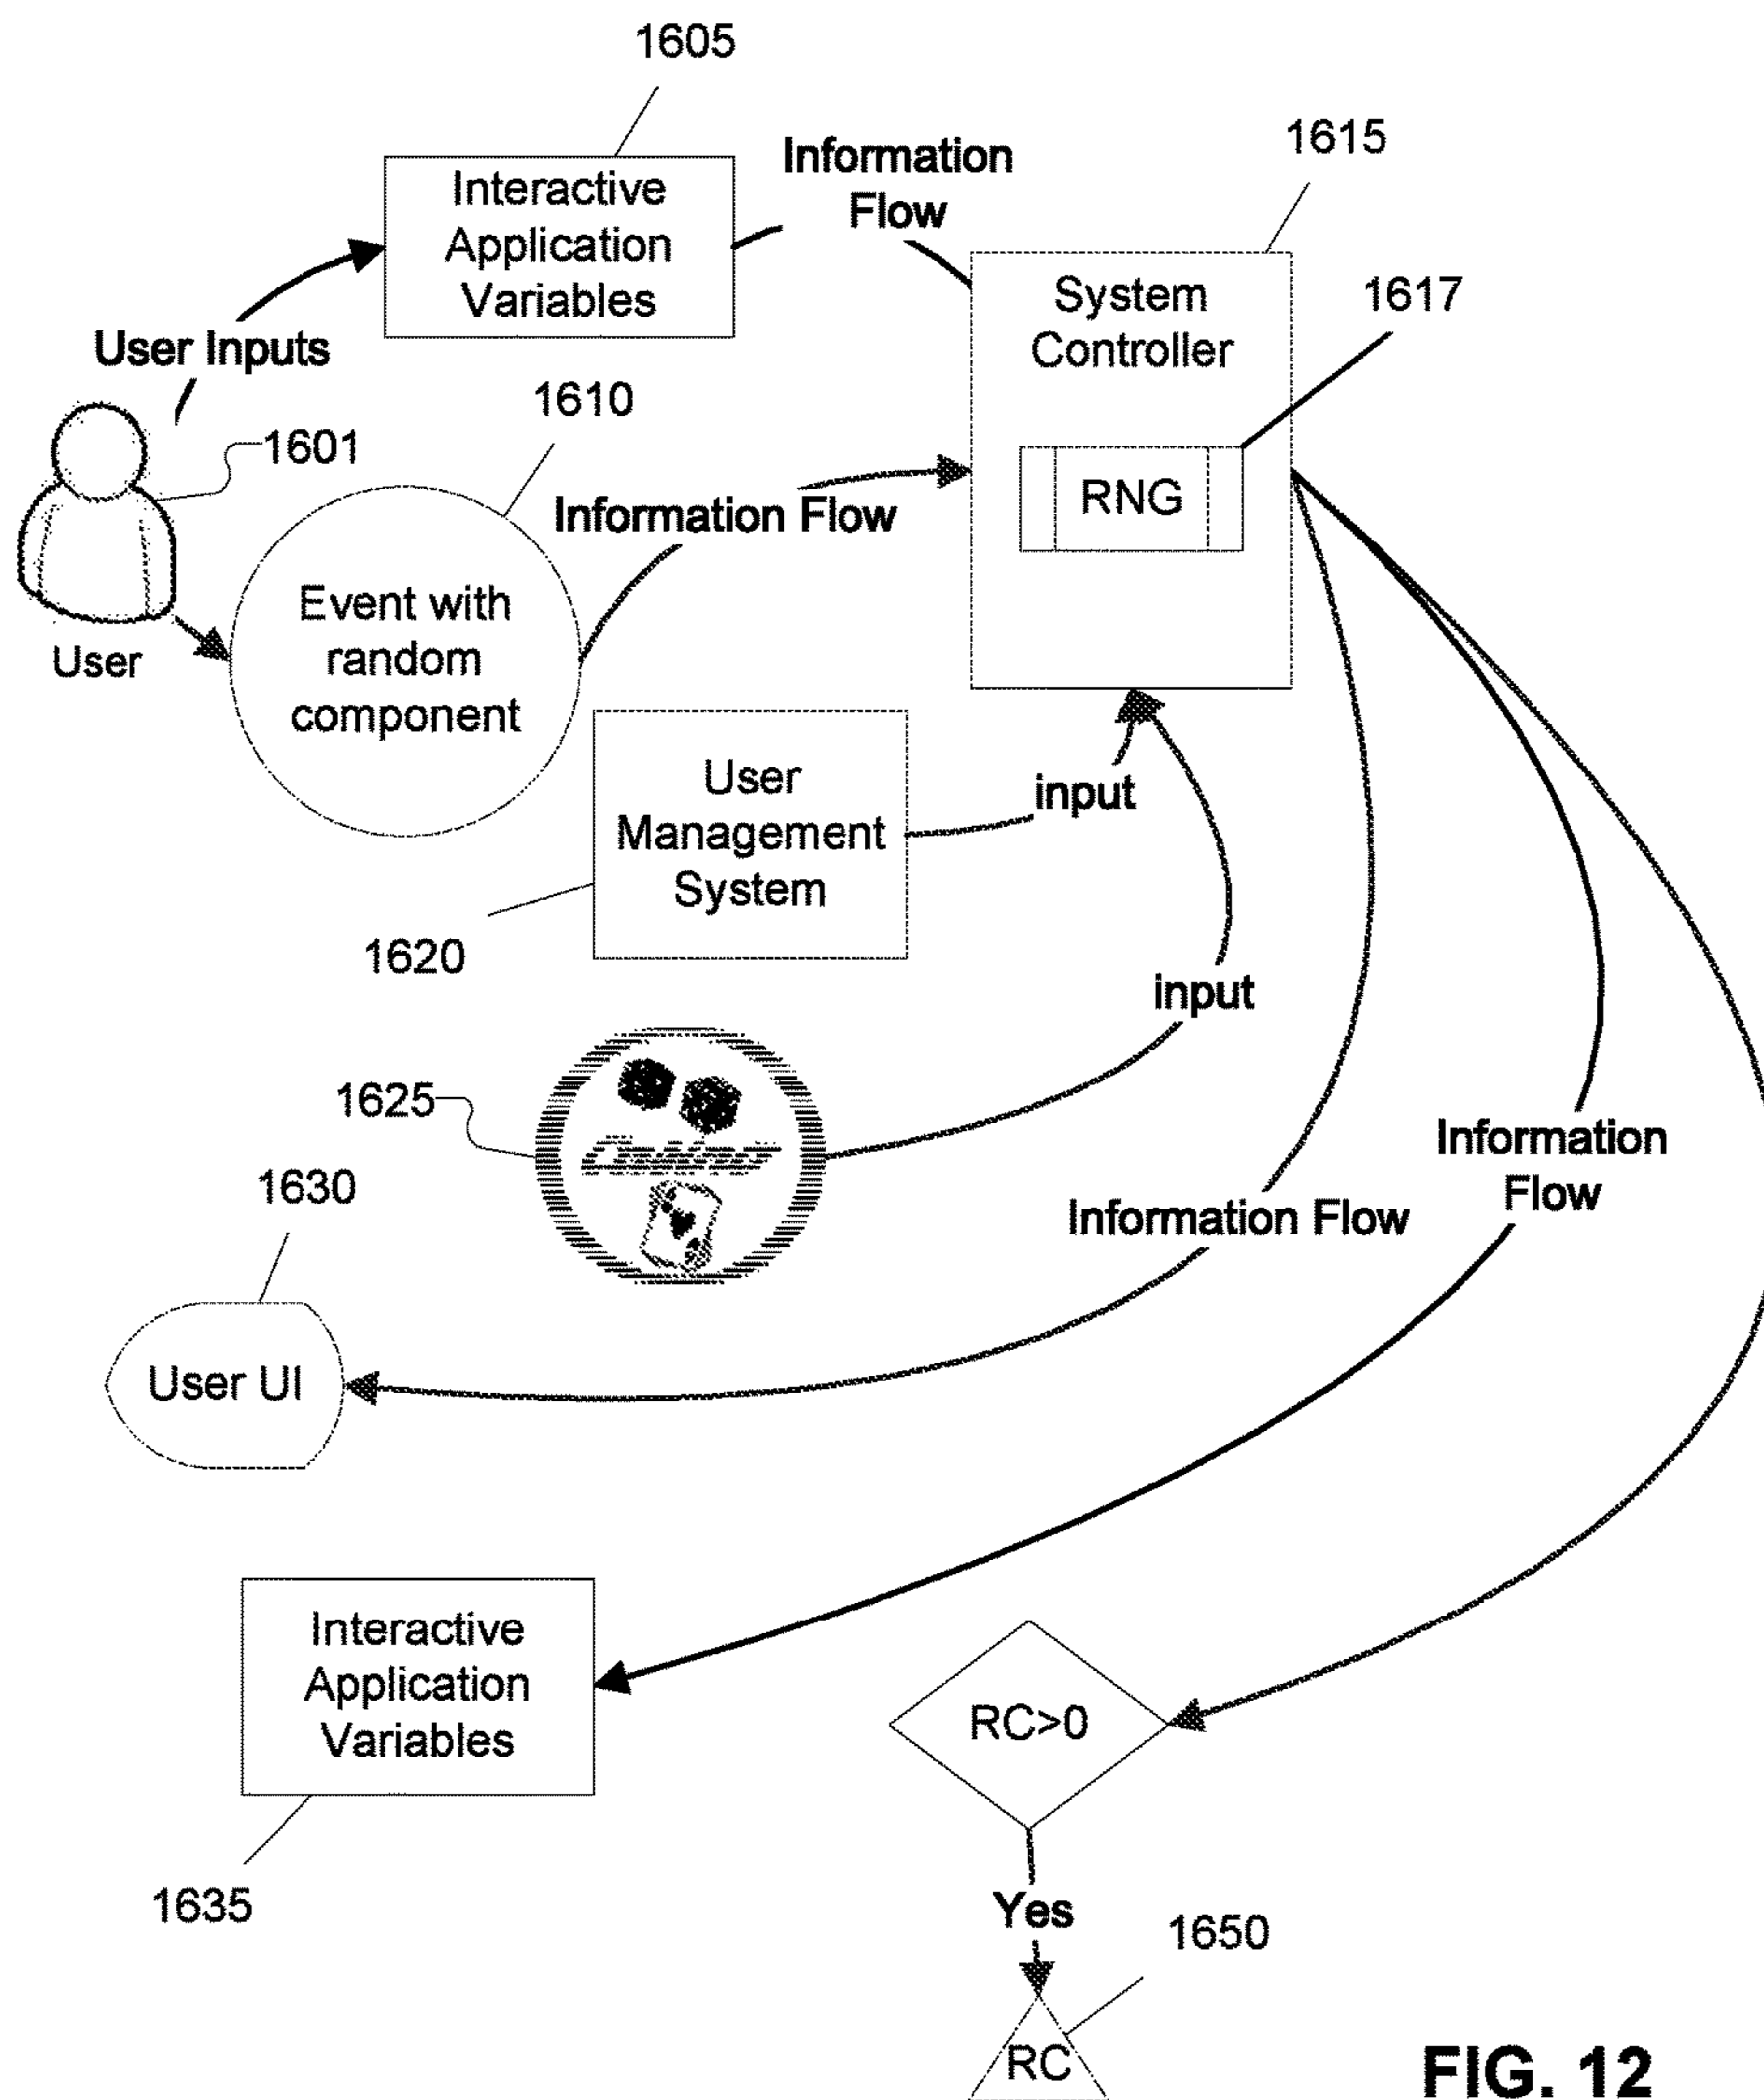 1605
Interactive
Application
Variables
Information
Flow
1615
System
Controller
1617
RNG
User Inputs
1601
User
1610
Event with
random
component
Information Flow
User
Management
System
1620
input
input
1625
1630
User UI
Information Flow
Information
Flow
Interactive
Application
Variables
1635
RC>0
Yes
1650
RC
FIG. 12